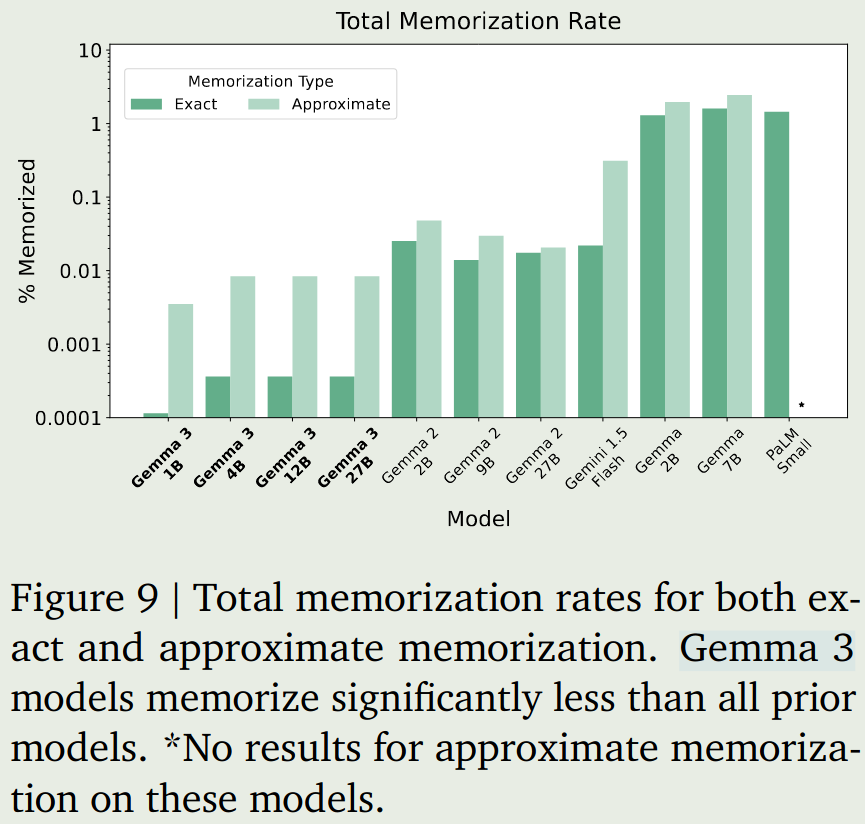 Total Memorization Rate
10
1
0.1
0.01
0.001
0.0001
% Memorized
Memorization Type
Exact
Approximate
*
Gemma 3
1B
Gemma 3
4B
Gemma 3
12B
Gemma 3
27B
Gemma 2
2B
Gemma 2
9B
Gemma 2
27B
Gemini 1.5
Flash
Gemma
2B
Gemma
7B
PaLM
Small
Model
Figure 9 | Total memorization rates for both ex-
act and approximate memorization. Gemma 3
models memorize significantly less than all prior
models. *No results for approximate memoriza-
tion on these models.